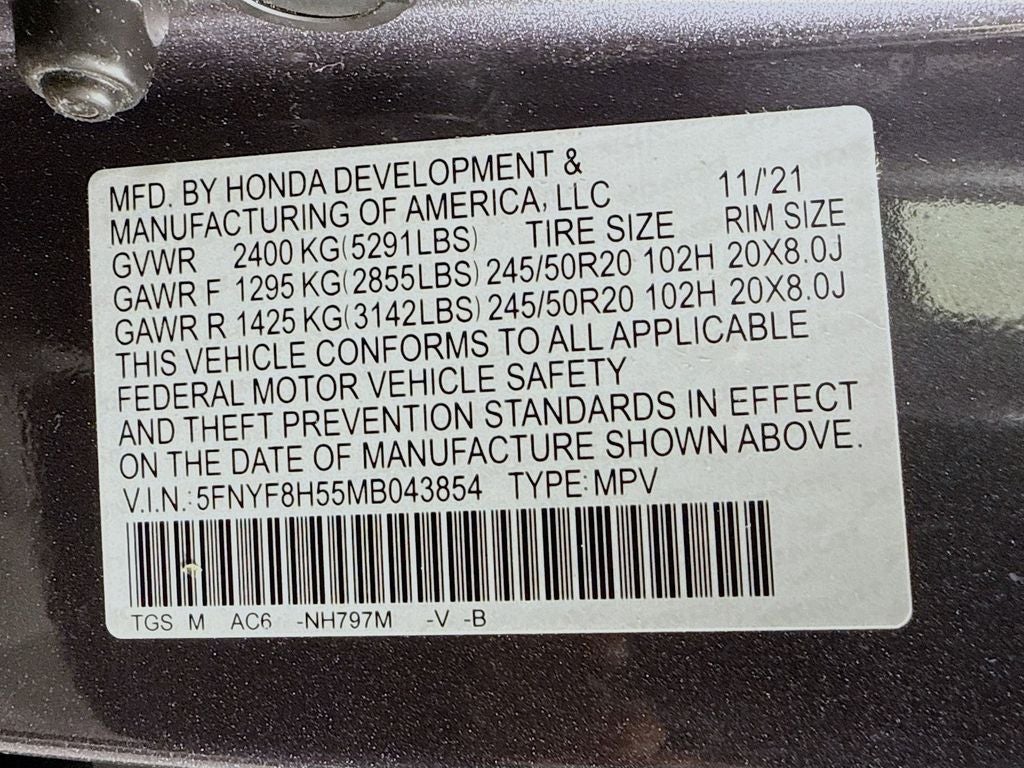 MFD. BY HONDA DEVELOPMENT &
MANUFACTURING OF AMERICA, LLC 11/'21
GVWR 2400 KG(5291LBS) TIRE SIZE RIM SIZE
GAWR F 1295 KG(2855LBS) 245/50R20 102H 20X8.0J
GAWR R 1425 KG(3142LBS) 245/50R20 102H 20X8.0J
THIS VEHICLE CONFORMS TO ALL APPLICABLE
FEDERAL MOTOR VEHICLE SAFETY
AND THEFT PREVENTION STANDARDS IN EFFECT
ON THE DATE OF MANUFACTURE SHOWN ABOVE.
V.I.N.: 5FNYF8H55MB043854 TYPE: MPV
TGS M AC6 -NH797M -V -B